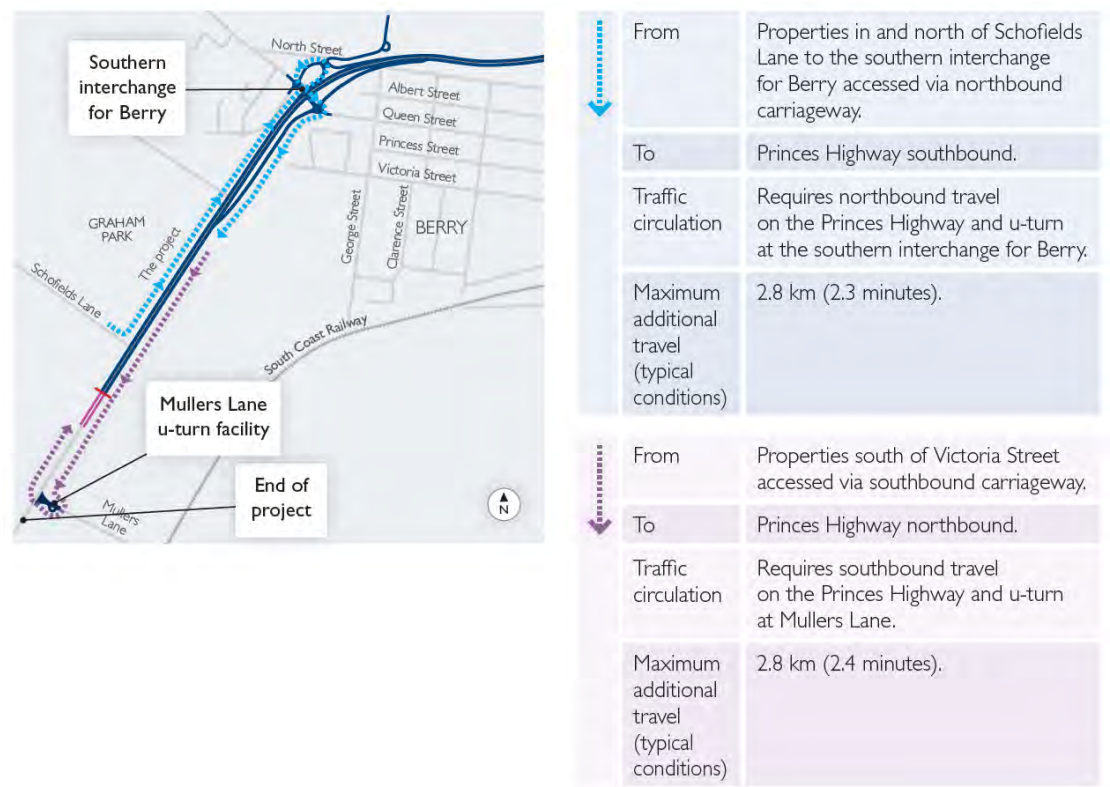 Southern
interchange
for Berry
North Street
Albert Street
Queen Street
Princess Street
Victoria Street
GRAHAM
PARK
The project
George Street
Clarence Street
BERRY
Schofields Lane
South Coast Railway
Mullers Lane
u-turn facility
End of
project
Mullers
Lane
N
From
Properties in and north of Schofields
Lane to the southern interchange
for Berry accessed via northbound
carriageway.
To
Princes Highway southbound.
Traffic
circulation
Requires northbound travel
on the Princes Highway and u-turn
at the southern interchange for Berry.
Maximum
additional
travel
(typical
conditions)
2.8 km (2.3 minutes).
From
Properties south of Victoria Street
accessed via southbound carriageway.
To
Princes Highway northbound.
Traffic
circulation
Requires southbound travel
on the Princes Highway and u-turn
at Mullers Lane.
Maximum
additional
travel
(typical
conditions)
2.8 km (2.4 minutes).